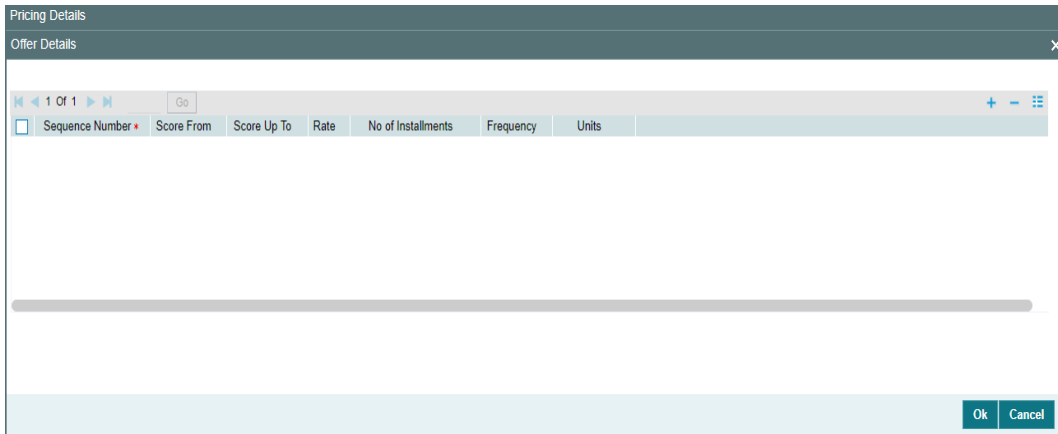 Pricing Details
Offer Details
1 Of 1 Go
Sequence Number * Score From Score Up To Rate No of Installments Frequency Units
Ok Cancel